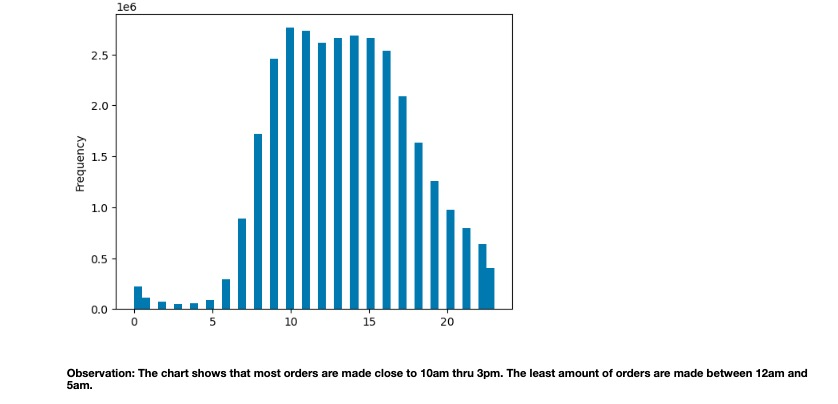 1e6
2.5
2.0
1.5
1.0
0.5
0.0
Frequency
0 5 10 15 20
Observation: The chart shows that most orders are made close to 10am thru 3pm. The least amount of orders are made between 12am and
5am.